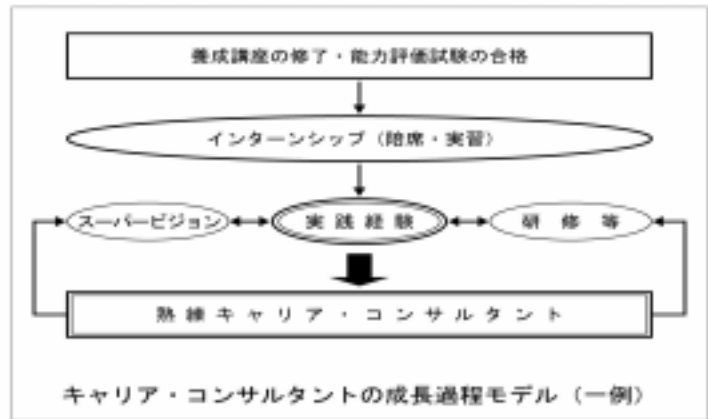 養成講座の修了・能力評価試験の合格
インターンシップ（陪席・実習）
スーパービジョン
実践経験
研修等
熟練キャリア・コンサルタント
キャリア・コンサルタントの成長過程モデル（一例）